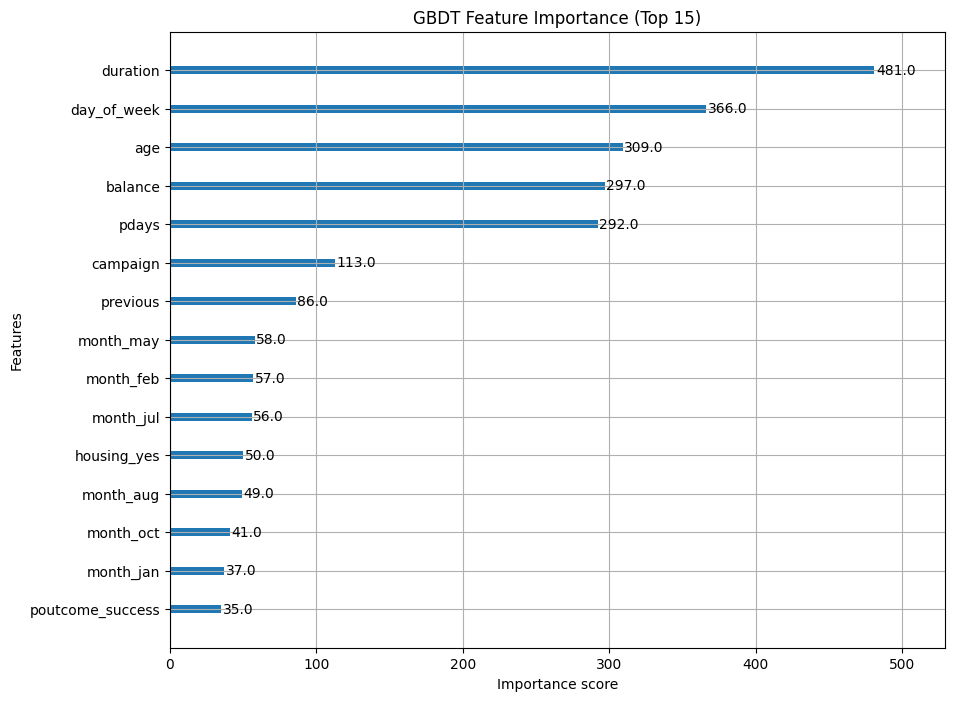 GBDT Feature Importance (Top 15)
Features
duration 481.0
day_of_week 366.0
age 309.0
balance 297.0
pdays 292.0
campaign 113.0
previous 86.0
month_may 58.0
month_feb 57.0
month_jul 56.0
housing_yes 50.0
month_aug 49.0
month_oct 41.0
month_jan 37.0
poutcome_success 35.0
0 100 200 300 400 500
Importance score